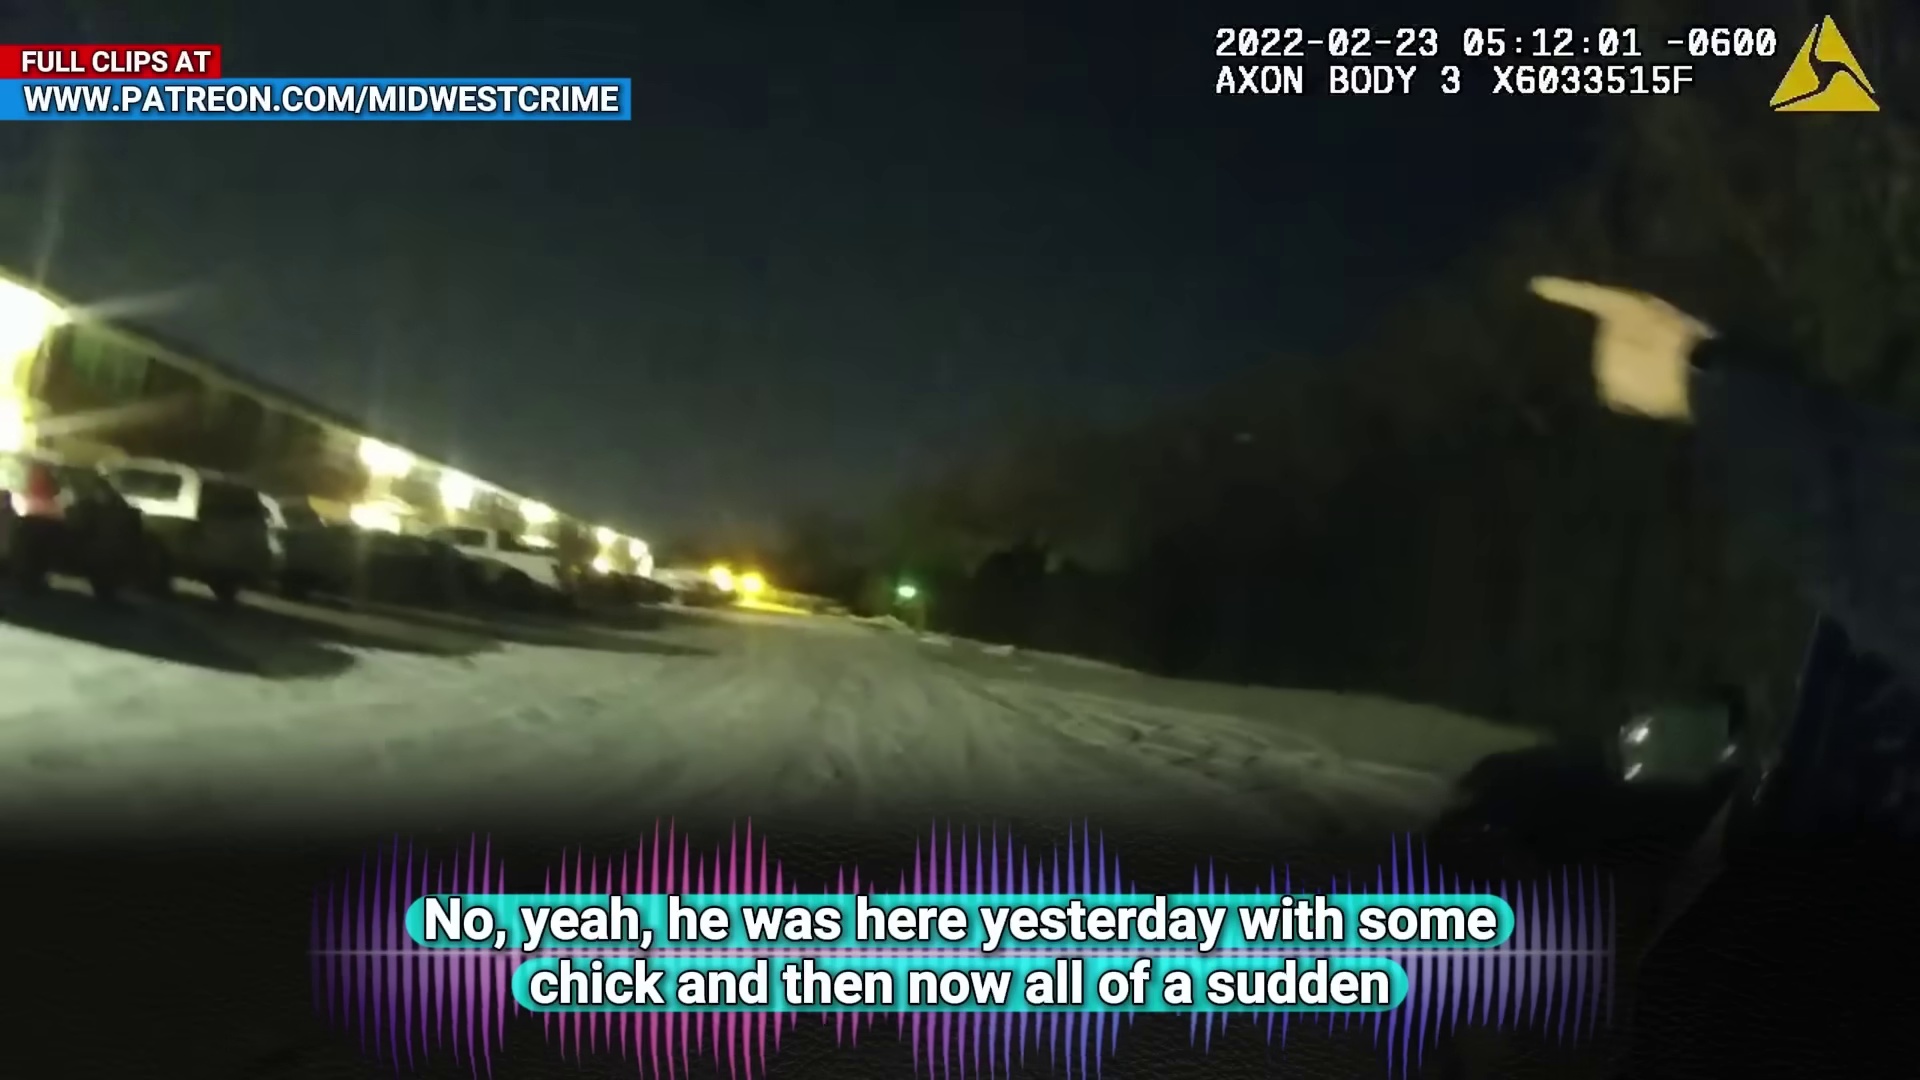 FULL CLIPS AT
WWW.PATREON.COM/MIDWESTCRIME
2022-02-23 05:12:01 -0600
AXON BODY 3 X6033515F
No, yeah, he was here yesterday with some
chick and then now all of a sudden